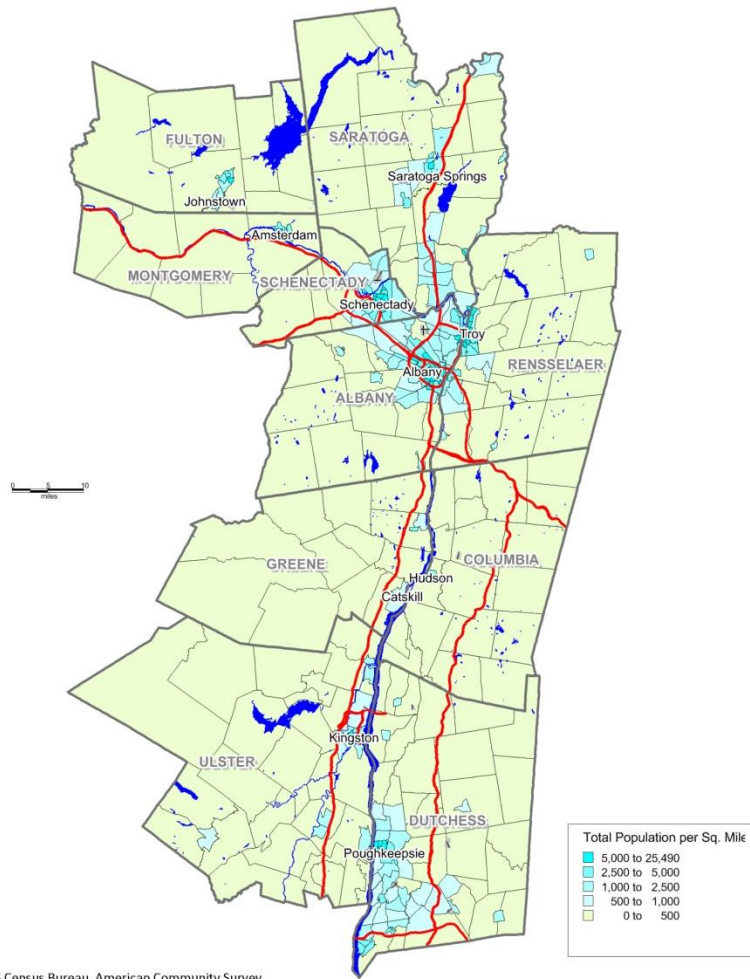 FULTON
SARATOGA
Saratoga Springs
Johnstown
Amsterdam
MONTGOMERY
SCHENECTADY
Schenectady
Troy
Albany
RENSSELAER
ALBANY
0 5 10
miles
GREENE
COLUMBIA
Hudson
Catskill
Kingston
ULSTER
DUTCHESS
Poughkeepsie
Total Population per Sq. Mile
5,000 to 25,490
2,500 to 5,000
1,000 to 2,500
500 to 1,000
0 to 500
Census Bureau, American Community Survey